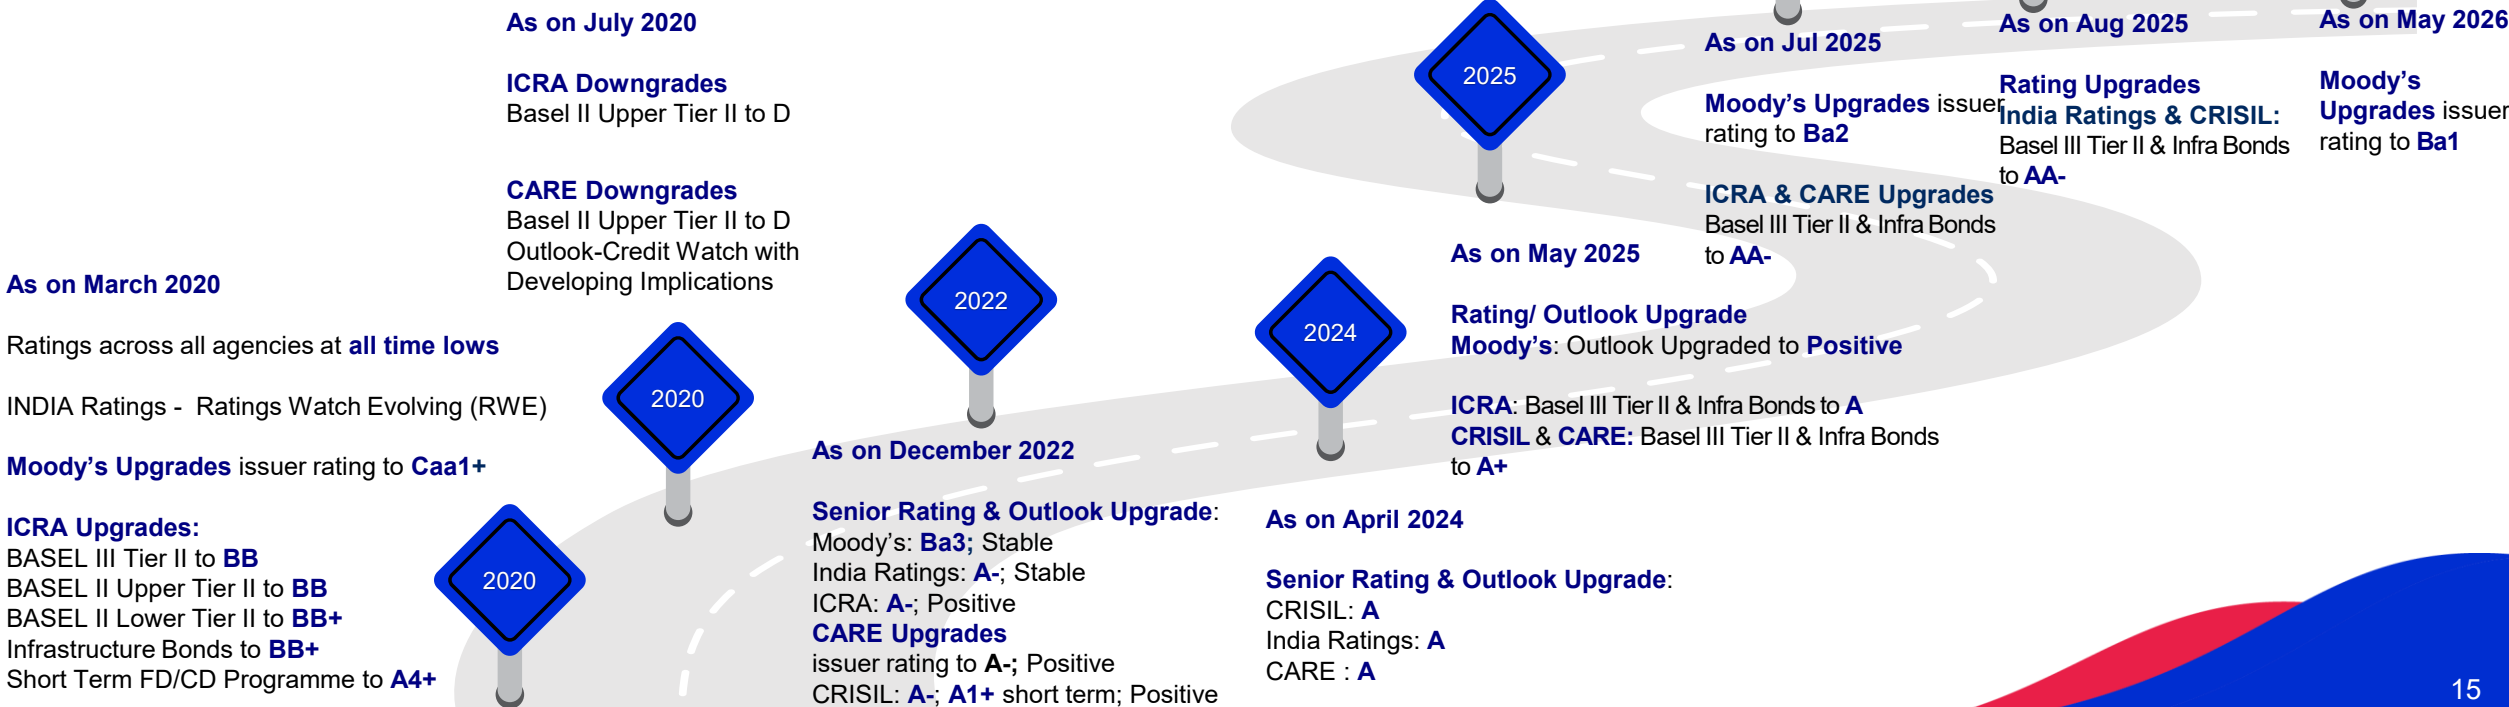 As on March 2020
Ratings across all agencies at all time lows
INDIA Ratings - Ratings Watch Evolving (RWE)
Moody’s Upgrades issuer rating to Caa1+
ICRA Upgrades:
BASEL III Tier II to BB
BASEL II Upper Tier II to BB
BASEL II Lower Tier II to BB+
Infrastructure Bonds to BB+
Short Term FD/CD Programme to A4+
2020
As on July 2020
ICRA Downgrades
Basel II Upper Tier II to D
CARE Downgrades
Basel II Upper Tier II to D
Outlook-Credit Watch with
Developing Implications
2020
2022
As on December 2022
Senior Rating & Outlook Upgrade:
Moody’s: Ba3; Stable
India Ratings: A-; Stable
ICRA: A-; Positive
CARE Upgrades
issuer rating to A-; Positive
CRISIL: A-; A1+ short term; Positive
2024
As on April 2024
Senior Rating & Outlook Upgrade:
CRISIL: A
India Ratings: A
CARE : A
2025
As on May 2025
Rating/ Outlook Upgrade
Moody’s: Outlook Upgraded to Positive
ICRA: Basel III Tier II & Infra Bonds to A
CRISIL & CARE: Basel III Tier II & Infra Bonds
to A+
As on Jul 2025
Moody’s Upgrades issuer
rating to Ba2
ICRA & CARE Upgrades
Basel III Tier II & Infra Bonds
to AA-
As on Aug 2025
Rating Upgrades
India Ratings & CRISIL:
Basel III Tier II & Infra Bonds
to AA-
As on May 2026
Moody’s
Upgrades issuer
rating to Ba1
15